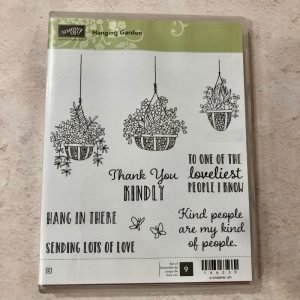 STAMPIN' UP!
Hanging Garden
Thank You
KINDLY
TO ONE OF THE
loveliest
PEOPLE I KNOW
HANG IN THERE
Kind people
are my kind
of people.
SENDING LOTS OF LOVE
9